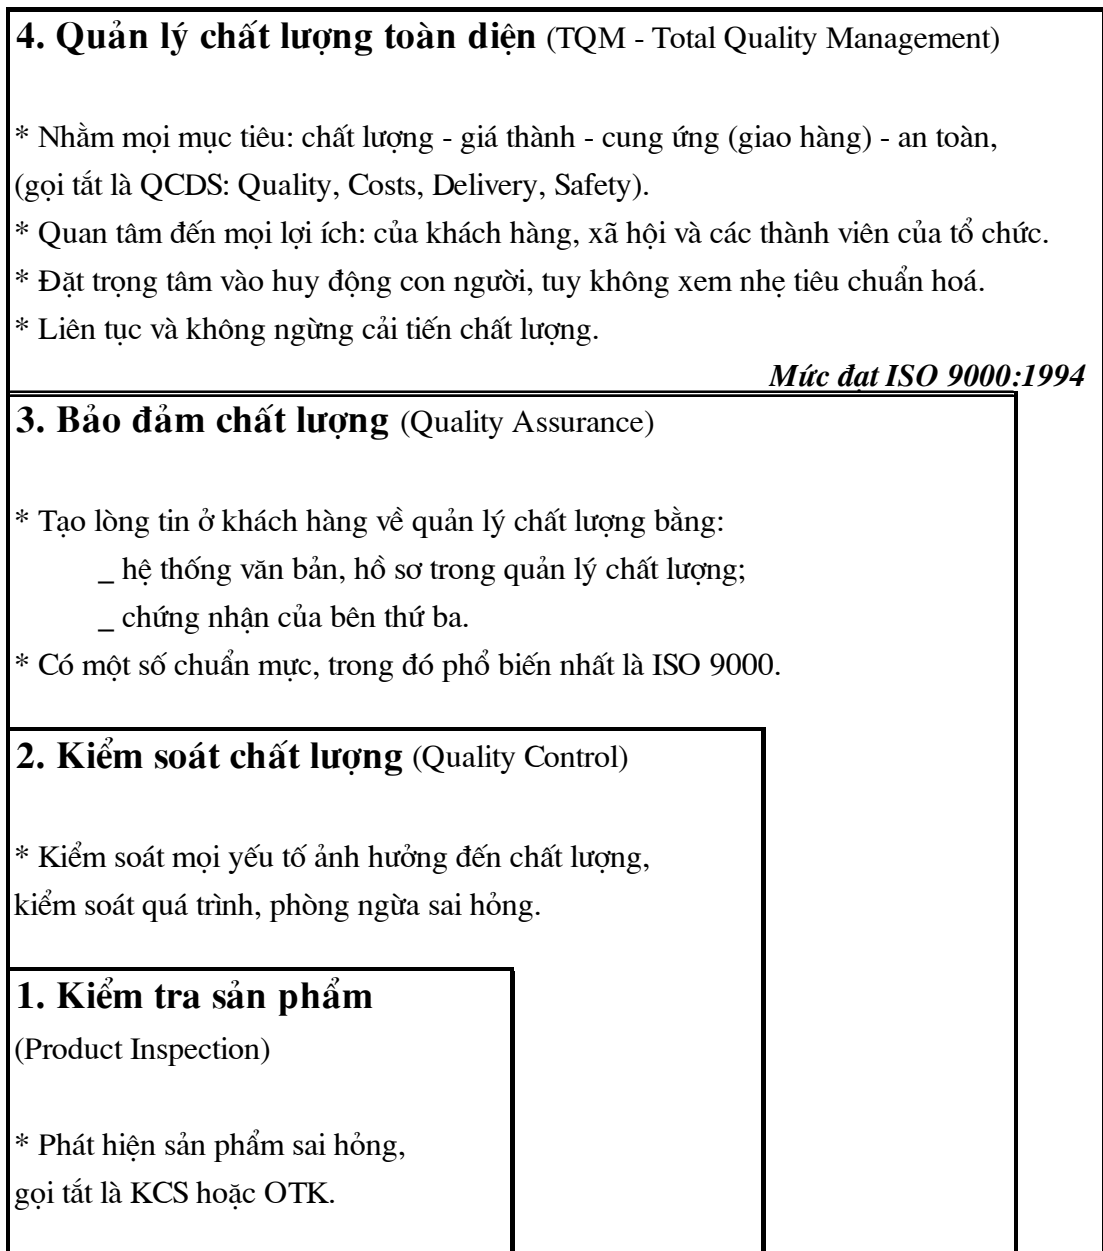 4. Quản lý chất lượng toàn diện (TQM - Total Quality Management)
* Nhằm mọi mục tiêu: chất lượng - giá thành - cung ứng (giao hàng) - an toàn,
(gọi tắt là QCDS: Quality, Costs, Delivery, Safety).
* Quan tâm đến mọi lợi ích: của khách hàng, xã hội và các thành viên của tổ chức.
* Đặt trọng tâm vào huy động con người, tuy không xem nhẹ tiêu chuẩn hoá.
* Liên tục và không ngừng cải tiến chất lượng.
Mức đạt ISO 9000:1994
3. Bảo đảm chất lượng (Quality Assurance)
* Tạo lòng tin ở khách hàng về quản lý chất lượng bằng:
_ hệ thống văn bản, hồ sơ trong quản lý chất lượng;
_ chứng nhận của bên thứ ba.
* Có một số chuẩn mực, trong đó phổ biến nhất là ISO 9000.
2. Kiểm soát chất lượng (Quality Control)
* Kiểm soát mọi yếu tố ảnh hưởng đến chất lượng,
kiểm soát quá trình, phòng ngừa sai hỏng.
1. Kiểm tra sản phẩm
(Product Inspection)
* Phát hiện sản phẩm sai hỏng,
gọi tắt là KCS hoặc OTK.